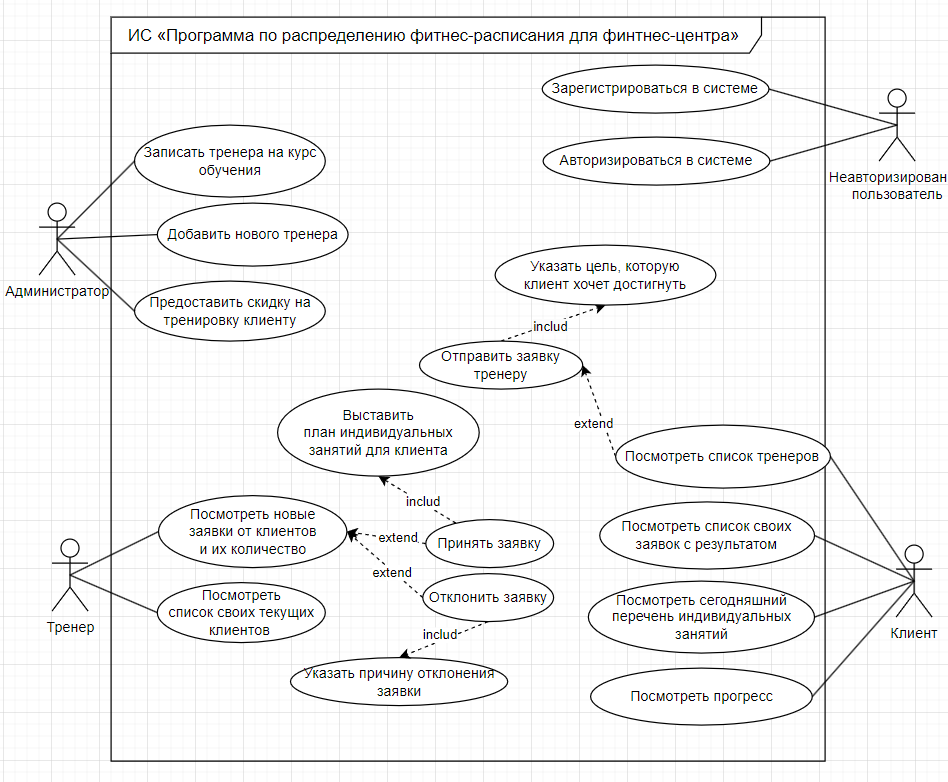 ИС «Программа по распределению фитнес-расписания для финтнес-центра»
Зарегистрироваться в системе
Авторизироваться в системе
Неавторизирован
пользователь
Записать тренера на курс
обучения
Добавить нового тренера
Предоставить скидку на
тренировку клиенту
Администратор
Указать цель, которую
клиент хочет достигнуть
includ
Отправить заявку
тренеру
extend
Посмотреть список тренеров
Выставить
план индивидуальных
занятий для клиента
includ
Посмотреть новые
заявки от клиентов
и их количество
extend
Принять заявку
extend
Отклонить заявку
Посмотреть
список своих текущих
клиентов
Тренер
includ
Указать причину отклонения
заявки
Посмотреть список своих
заявок с результатом
Посмотреть сегодняшний
перечень индивидуальных
занятий
Посмотреть прогресс
Клиент